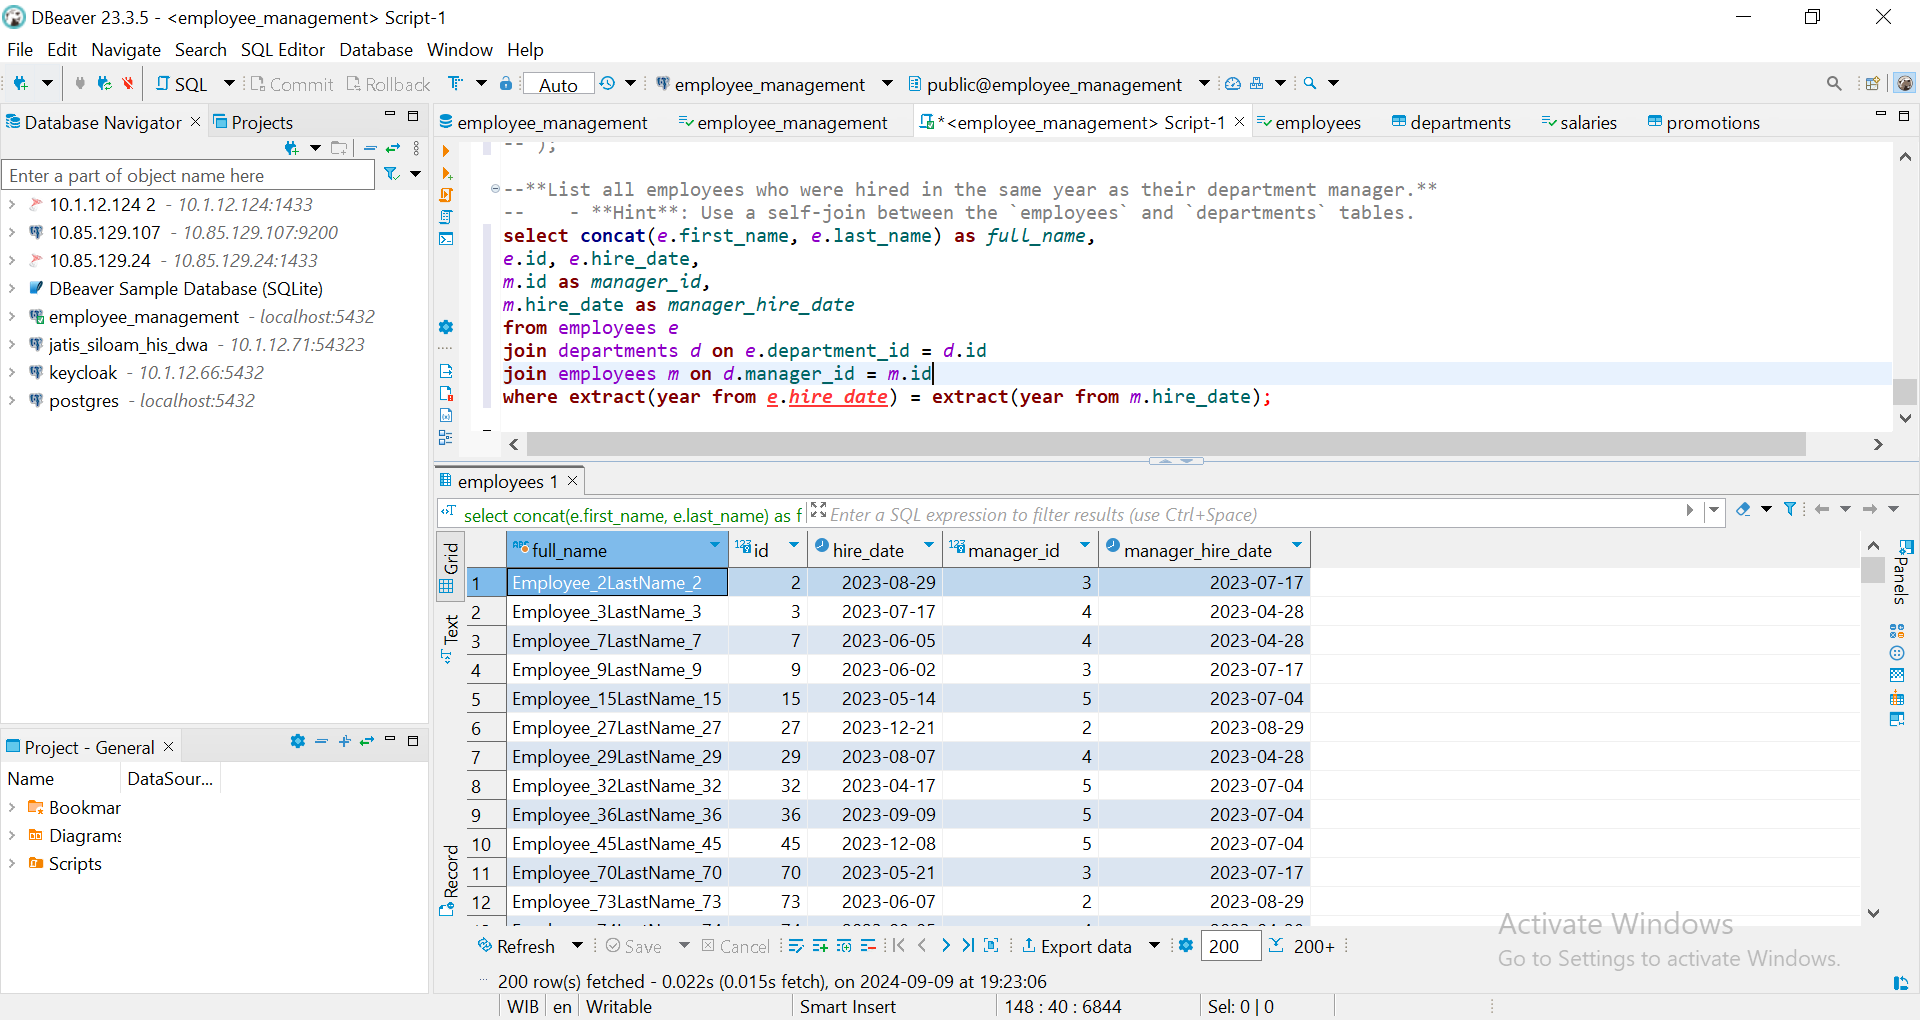 DBeaver 23.3.5 - <employee_management> Script-1
File Edit Navigate Search SQL Editor Database Window Help
SQL Commit Rollback Auto employee_management public@employee_management
Database Navigator Projects
employee_management employee_management *<employee_management> Script-1 employees departments salaries promotions
Enter a part of object name here
10.1.12.124 2 - 10.1.12.124:1433
10.85.129.107 - 10.85.129.107:9200
10.85.129.24 - 10.85.129.24:1433
DBeaver Sample Database (SQLite)
employee_management - localhost:5432
jatis_siloam_his_dwa - 10.1.12.71:54323
keycloak - 10.1.12.66:5432
postgres - localhost:5432
-- );
--**List all employees who were hired in the same year as their department manager.**
-- - **Hint**: Use a self-join between the `employees` and `departments` tables.
select concat(e.first_name, e.last_name) as full_name,
e.id, e.hire_date,
m.id as manager_id,
m.hire_date as manager_hire_date
from employees e
join departments d on e.department_id = d.id
join employees m on d.manager_id = m.id
where extract(year from e.hire_date) = extract(year from m.hire_date);
employees 1
select concat(e.first_name, e.last_name) as f Enter a SQL expression to filter results (use Ctrl+Space)
Grid
Text
Record
Panels
full_name id hire_date manager_id manager_hire_date
1 Employee_2LastName_2 2 2023-08-29 3 2023-07-17
2 Employee_3LastName_3 3 2023-07-17 4 2023-04-28
3 Employee_7LastName_7 7 2023-06-05 4 2023-04-28
4 Employee_9LastName_9 9 2023-06-02 3 2023-07-17
5 Employee_15LastName_15 15 2023-05-14 5 2023-07-04
6 Employee_27LastName_27 27 2023-12-21 2 2023-08-29
7 Employee_29LastName_29 29 2023-08-07 4 2023-04-28
8 Employee_32LastName_32 32 2023-04-17 5 2023-07-04
9 Employee_36LastName_36 36 2023-09-09 5 2023-07-04
10 Employee_45LastName_45 45 2023-12-08 5 2023-07-04
11 Employee_70LastName_70 70 2023-05-21 3 2023-07-17
12 Employee_73LastName_73 73 2023-06-07 2 2023-08-29
Refresh Save Cancel Export data 200 200+
200 row(s) fetched - 0.022s (0.015s fetch), on 2024-09-09 at 19:23:06
WIB en Writable Smart Insert 148 : 40 : 6844 Sel: 0 | 0
Project - General
Name DataSour...
Bookmar
Diagrams
Scripts
Activate Windows
Go to Settings to activate Windows.